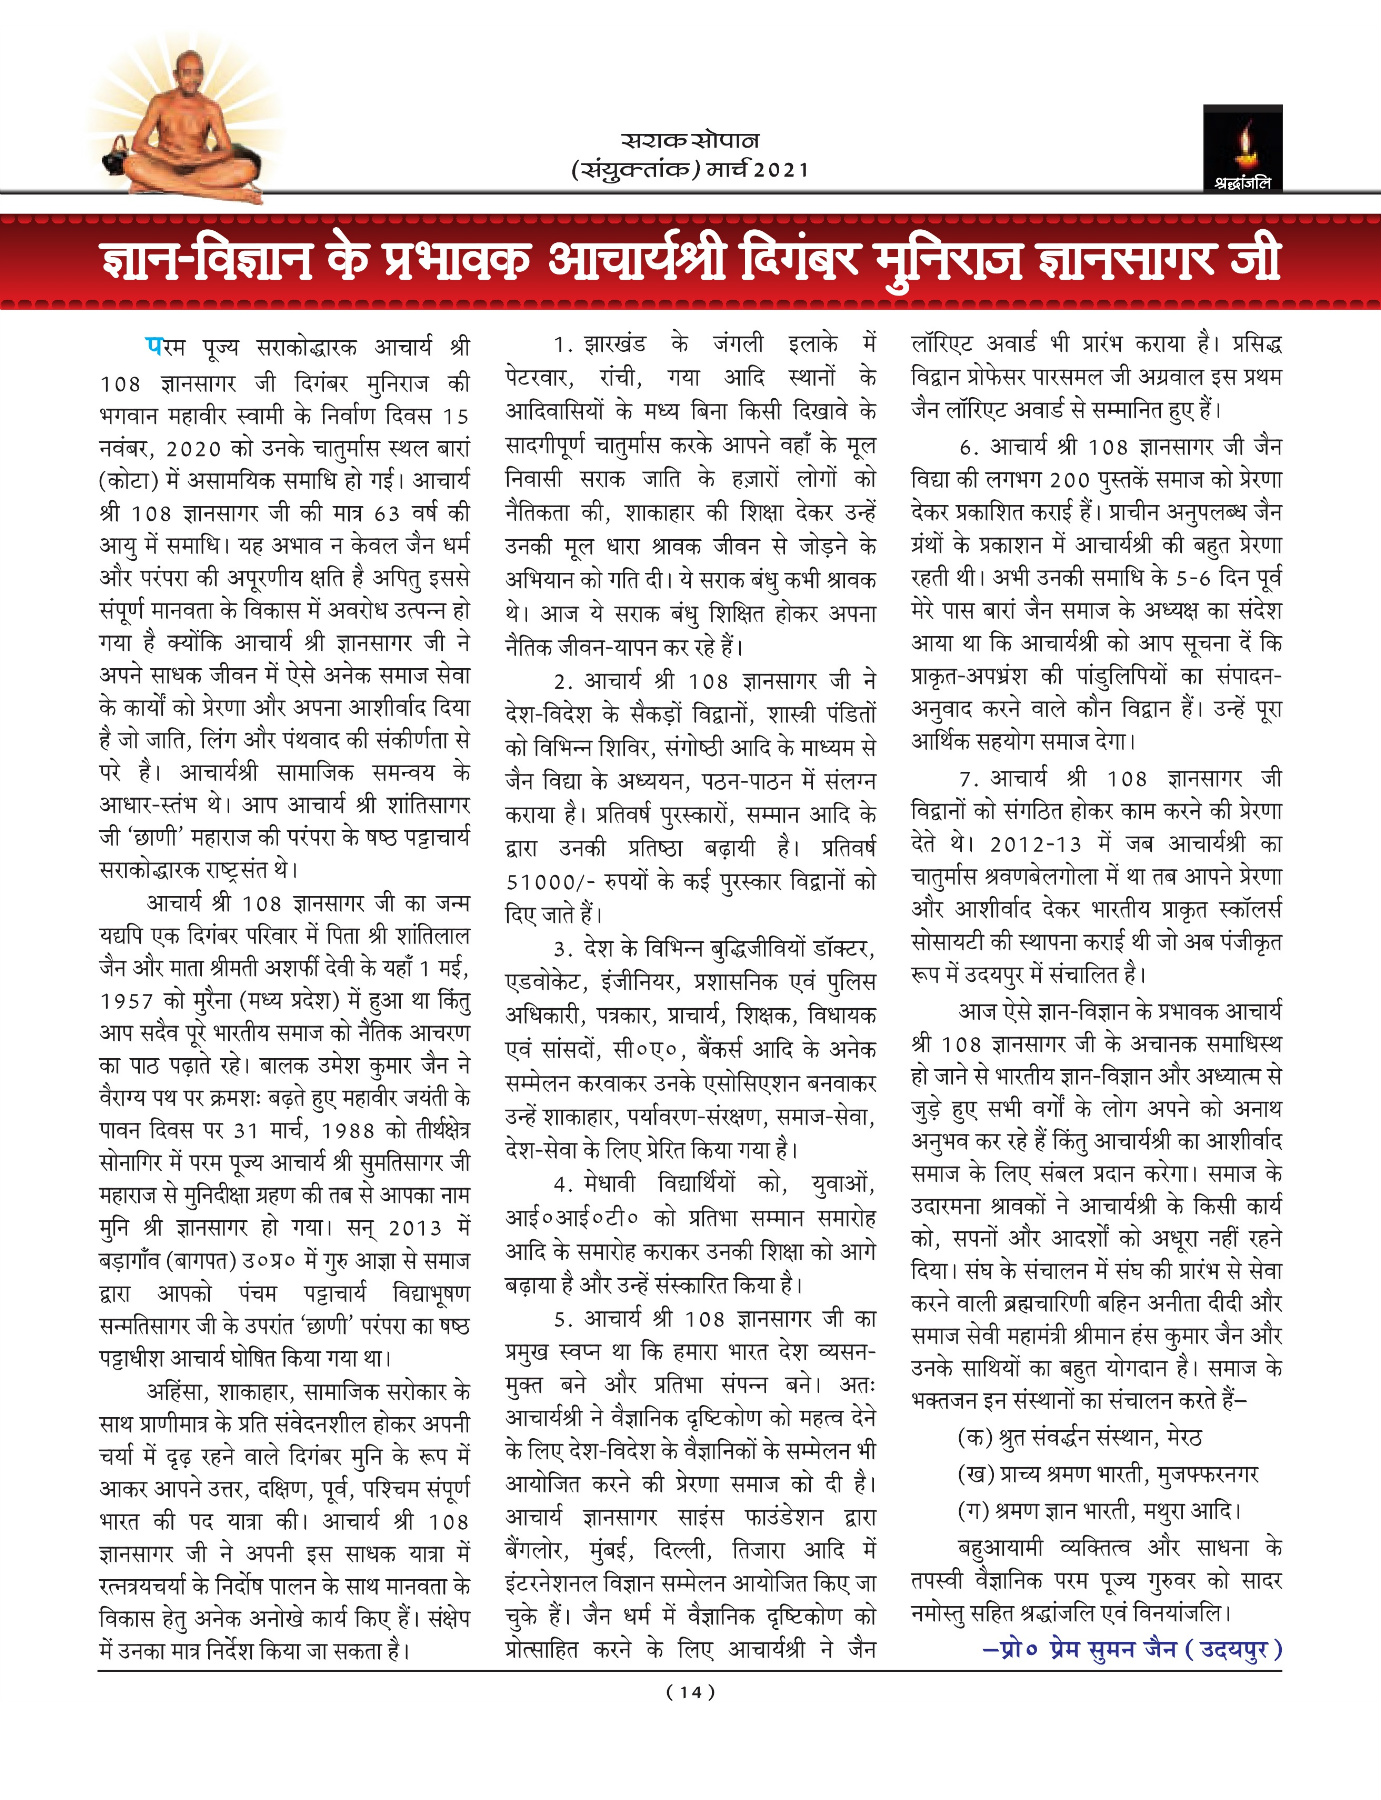 सराक सोपान
(संयुक्तांक) मार्च 2021
श्रद्धांजलि
ज्ञान-विज्ञान के प्रभावक आचार्यश्री दिगंबर मुनिराज ज्ञानसागर जी
परम पूज्य सराकोद्धारक आचार्य श्री
108 ज्ञानसागर जी दिगंबर मुनिराज की
भगवान महावीर स्वामी के निर्वाण दिवस 15
नवंबर, 2020 को उनके चातुर्मास स्थल बारां
(कोटा) में असामयिक समाधि हो गई। आचार्य
श्री 108 ज्ञानसागर जी की मात्र 63 वर्ष की
आयु में समाधि। यह अभाव न केवल जैन धर्म
और परंपरा की अपूरणीय क्षति है अपितु इससे
संपूर्ण मानवता के विकास में अवरोध उत्पन्न हो
गया है क्योंकि आचार्य श्री ज्ञानसागर जी ने
अपने साधक जीवन में ऐसे अनेक समाज सेवा
के कार्यों को प्रेरणा और अपना आशीर्वाद दिया
है जो जाति, लिंग और पंथवाद की संकीर्णता से
परे है। आचार्यश्री सामाजिक समन्वय के
आधार-स्तंभ थे। आप आचार्य श्री शांतिसागर
जी ‘छाणी’ महाराज की परंपरा के षष्ठ पट्टाचार्य
सराकोद्धारक राष्ट्रसंत थे।
आचार्य श्री 108 ज्ञानसागर जी का जन्म
यद्यपि एक दिगंबर परिवार में पिता श्री शांतिलाल
जैन और माता श्रीमती अशर्फी देवी के यहाँ 1 मई,
1957 को मुरैना (मध्य प्रदेश) में हुआ था किंतु
आप सदैव पूरे भारतीय समाज को नैतिक आचरण
का पाठ पढ़ाते रहे। बालक उमेश कुमार जैन ने
वैराग्य पथ पर क्रमशः बढ़ते हुए महावीर जयंती के
पावन दिवस पर 31 मार्च, 1988 को तीर्थक्षेत्र
सोनागिर में परम पूज्य आचार्य श्री सुमतिसागर जी
महाराज से मुनिदीक्षा ग्रहण की तब से आपका नाम
मुनि श्री ज्ञानसागर हो गया। सन् 2013 में
बड़ागाँव (बागपत) उ०प्र० में गुरु आज्ञा से समाज
द्वारा आपको पंचम पट्टाचार्य विद्याभूषण
सन्मतिसागर जी के उपरांत ‘छाणी’ परंपरा का षष्ठ
पट्टाधीश आचार्य घोषित किया गया था।
अहिंसा, शाकाहार, सामाजिक सरोकार के
साथ प्राणीमात्र के प्रति संवेदनशील होकर अपनी
चर्या में दृढ़ रहने वाले दिगंबर मुनि के रूप में
आकर आपने उत्तर, दक्षिण, पूर्व, पश्चिम संपूर्ण
भारत की पद यात्रा की। आचार्य श्री 108
ज्ञानसागर जी ने अपनी इस साधक यात्रा में
रत्नत्रयचर्या के निर्दोष पालन के साथ मानवता के
विकास हेतु अनेक अनोखे कार्य किए हैं। संक्षेप
में उनका मात्र निर्देश किया जा सकता है।
1. झारखंड के जंगली इलाके में
पेटरवार, रांची, गया आदि स्थानों के
आदिवासियों के मध्य बिना किसी दिखावे के
सादगीपूर्ण चातुर्मास करके आपने वहाँ के मूल
निवासी सराक जाति के हज़ारों लोगों को
नैतिकता की, शाकाहार की शिक्षा देकर उन्हें
उनकी मूल धारा श्रावक जीवन से जोड़ने के
अभियान को गति दी। ये सराक बंधु कभी श्रावक
थे। आज ये सराक बंधु शिक्षित होकर अपना
नैतिक जीवन-यापन कर रहे हैं।
2. आचार्य श्री 108 ज्ञानसागर जी ने
देश-विदेश के सैकड़ों विद्वानों, शास्त्री पंडितों
को विभिन्न शिविर, संगोष्ठी आदि के माध्यम से
जैन विद्या के अध्ययन, पठन-पाठन में संलग्न
कराया है। प्रतिवर्ष पुरस्कारों, सम्मान आदि के
द्वारा उनकी प्रतिष्ठा बढ़ायी है। प्रतिवर्ष
51000/- रुपयों के कई पुरस्कार विद्वानों को
दिए जाते हैं।
3. देश के विभिन्न बुद्धिजीवियों डॉक्टर,
एडवोकेट, इंजीनियर, प्रशासनिक एवं पुलिस
अधिकारी, पत्रकार, प्राचार्य, शिक्षक, विधायक
एवं सांसदों, सी०ए०, बैंकर्स आदि के अनेक
सम्मेलन करवाकर उनके एसोसिएशन बनवाकर
उन्हें शाकाहार, पर्यावरण-संरक्षण, समाज-सेवा,
देश-सेवा के लिए प्रेरित किया गया है।
4. मेधावी विद्यार्थियों को, युवाओं,
आई०आई०टी० को प्रतिभा सम्मान समारोह
आदि के समारोह कराकर उनकी शिक्षा को आगे
बढ़ाया है और उन्हें संस्कारित किया है।
5. आचार्य श्री 108 ज्ञानसागर जी का
प्रमुख स्वप्न था कि हमारा भारत देश व्यसन-
मुक्त बने और प्रतिभा संपन्न बने। अतः
आचार्यश्री ने वैज्ञानिक दृष्टिकोण को महत्व देने
के लिए देश-विदेश के वैज्ञानिकों के सम्मेलन भी
आयोजित करने की प्रेरणा समाज को दी है।
आचार्य ज्ञानसागर साइंस फाउंडेशन द्वारा
बैंगलोर, मुंबई, दिल्ली, तिजारा आदि में
इंटरनेशनल विज्ञान सम्मेलन आयोजित किए जा
चुके हैं। जैन धर्म में वैज्ञानिक दृष्टिकोण को
प्रोत्साहित करने के लिए आचार्यश्री ने जैन
लॉरिएट अवार्ड भी प्रारंभ कराया है। प्रसिद्ध
विद्वान प्रोफेसर पारसमल जी अग्रवाल इस प्रथम
जैन लॉरिएट अवार्ड से सम्मानित हुए हैं।
6. आचार्य श्री 108 ज्ञानसागर जी जैन
विद्या की लगभग 200 पुस्तकें समाज को प्रेरणा
देकर प्रकाशित कराई हैं। प्राचीन अनुपलब्ध जैन
ग्रंथों के प्रकाशन में आचार्यश्री की बहुत प्रेरणा
रहती थी। अभी उनकी समाधि के 5-6 दिन पूर्व
मेरे पास बारां जैन समाज के अध्यक्ष का संदेश
आया था कि आचार्यश्री को आप सूचना दें कि
प्राकृत-अपभ्रंश की पांडुलिपियों का संपादन-
अनुवाद करने वाले कौन विद्वान हैं। उन्हें पूरा
आर्थिक सहयोग समाज देगा।
7. आचार्य श्री 108 ज्ञानसागर जी
विद्वानों को संगठित होकर काम करने की प्रेरणा
देते थे। 2012-13 में जब आचार्यश्री का
चातुर्मास श्रवणबेलगोला में था तब आपने प्रेरणा
और आशीर्वाद देकर भारतीय प्राकृत स्कॉलर्स
सोसायटी की स्थापना कराई थी जो अब पंजीकृत
रूप में उदयपुर में संचालित है।
आज ऐसे ज्ञान-विज्ञान के प्रभावक आचार्य
श्री 108 ज्ञानसागर जी के अचानक समाधिस्थ
हो जाने से भारतीय ज्ञान-विज्ञान और अध्यात्म से
जुड़े हुए सभी वर्गों के लोग अपने को अनाथ
अनुभव कर रहे हैं किंतु आचार्यश्री का आशीर्वाद
समाज के लिए संबल प्रदान करेगा। समाज के
उदारमना श्रावकों ने आचार्यश्री के किसी कार्य
को, सपनों और आदर्शों को अधूरा नहीं रहने
दिया। संघ के संचालन में संघ की प्रारंभ से सेवा
करने वाली ब्रह्मचारिणी बहिन अनीता दीदी और
समाज सेवी महामंत्री श्रीमान हंस कुमार जैन और
उनके साथियों का बहुत योगदान है। समाज के
भक्तजन इन संस्थानों का संचालन करते हैं–
(क) श्रुत संवर्द्धन संस्थान, मेरठ
(ख) प्राच्य श्रमण भारती, मुजफ्फरनगर
(ग) श्रमण ज्ञान भारती, मथुरा आदि।
बहुआयामी व्यक्तित्व और साधना के
तपस्वी वैज्ञानिक परम पूज्य गुरुवर को सादर
नमोस्तु सहित श्रद्धांजलि एवं विनयांजलि।
–प्रो० प्रेम सुमन जैन ( उदयपुर )
( 14 )